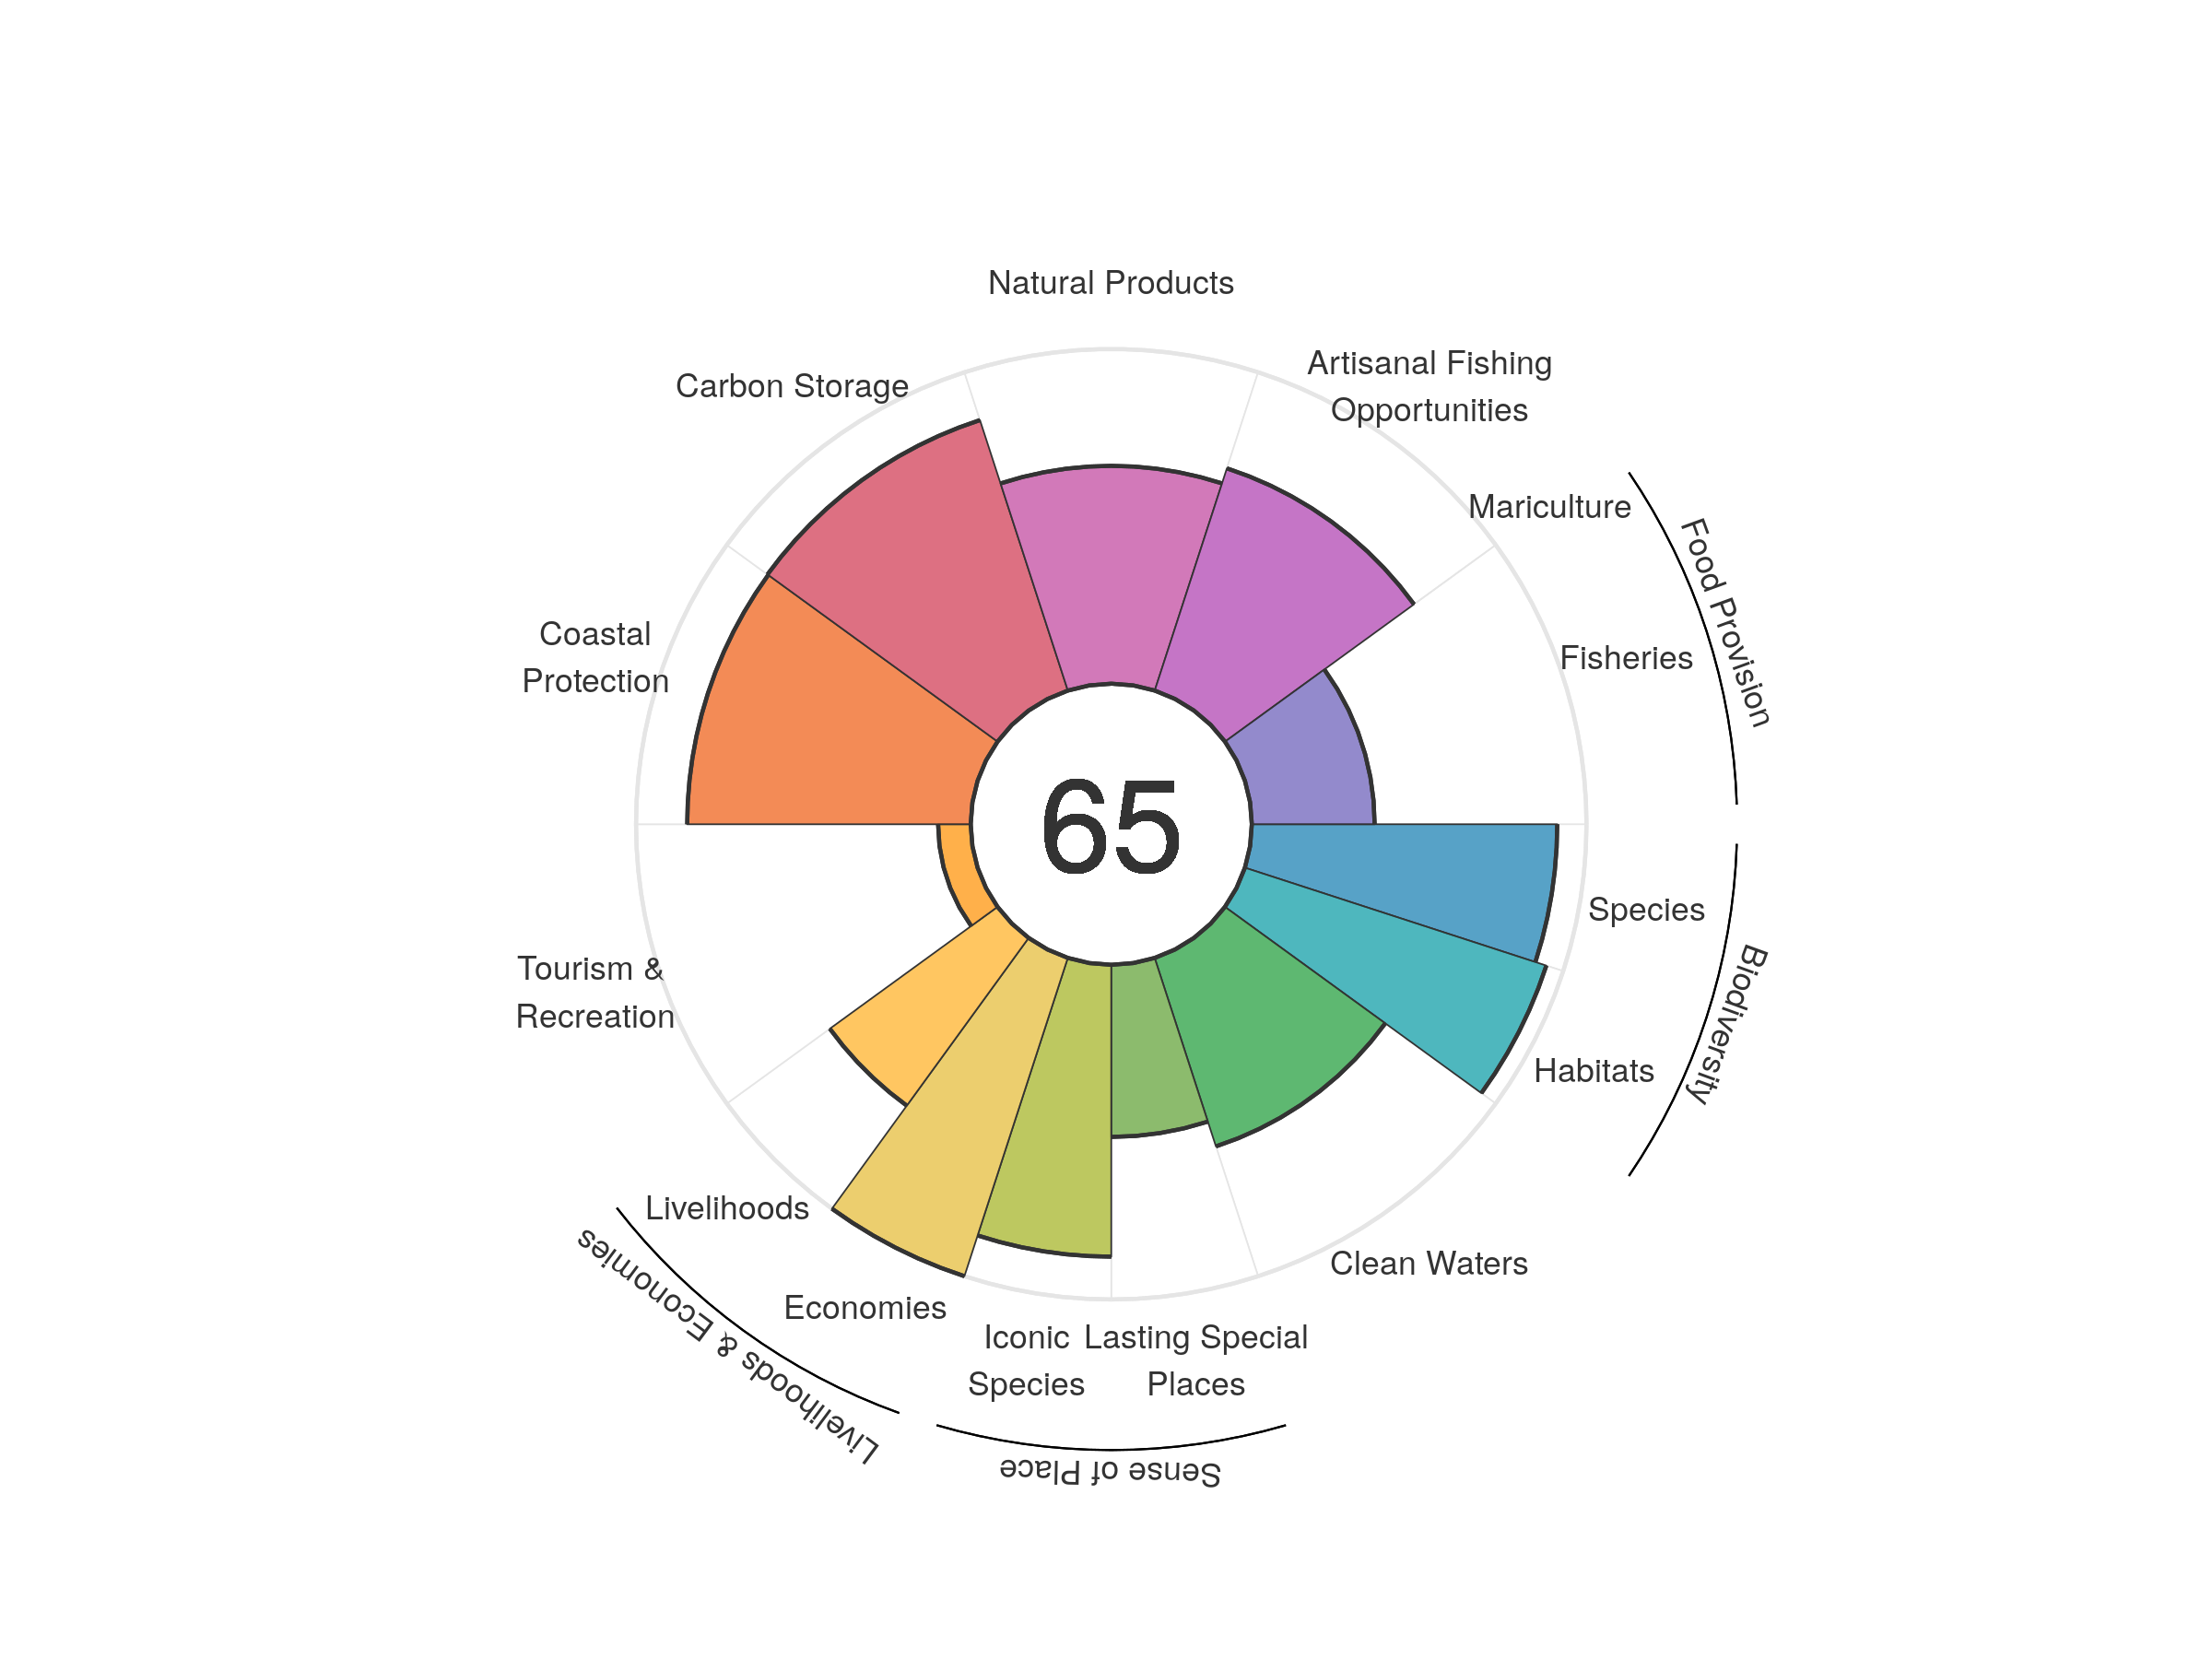 Natural Products
Artisanal Fishing
Opportunities
Carbon Storage
Mariculture
Food Provision
Fisheries
Coastal
Protection
65
Species
Biodiversity
Habitats
Tourism &
Recreation
Livelihoods
Clean Waters
Economies
Livelihoods & Economies
Iconic
Species
Lasting Special
Places
Sense of Place